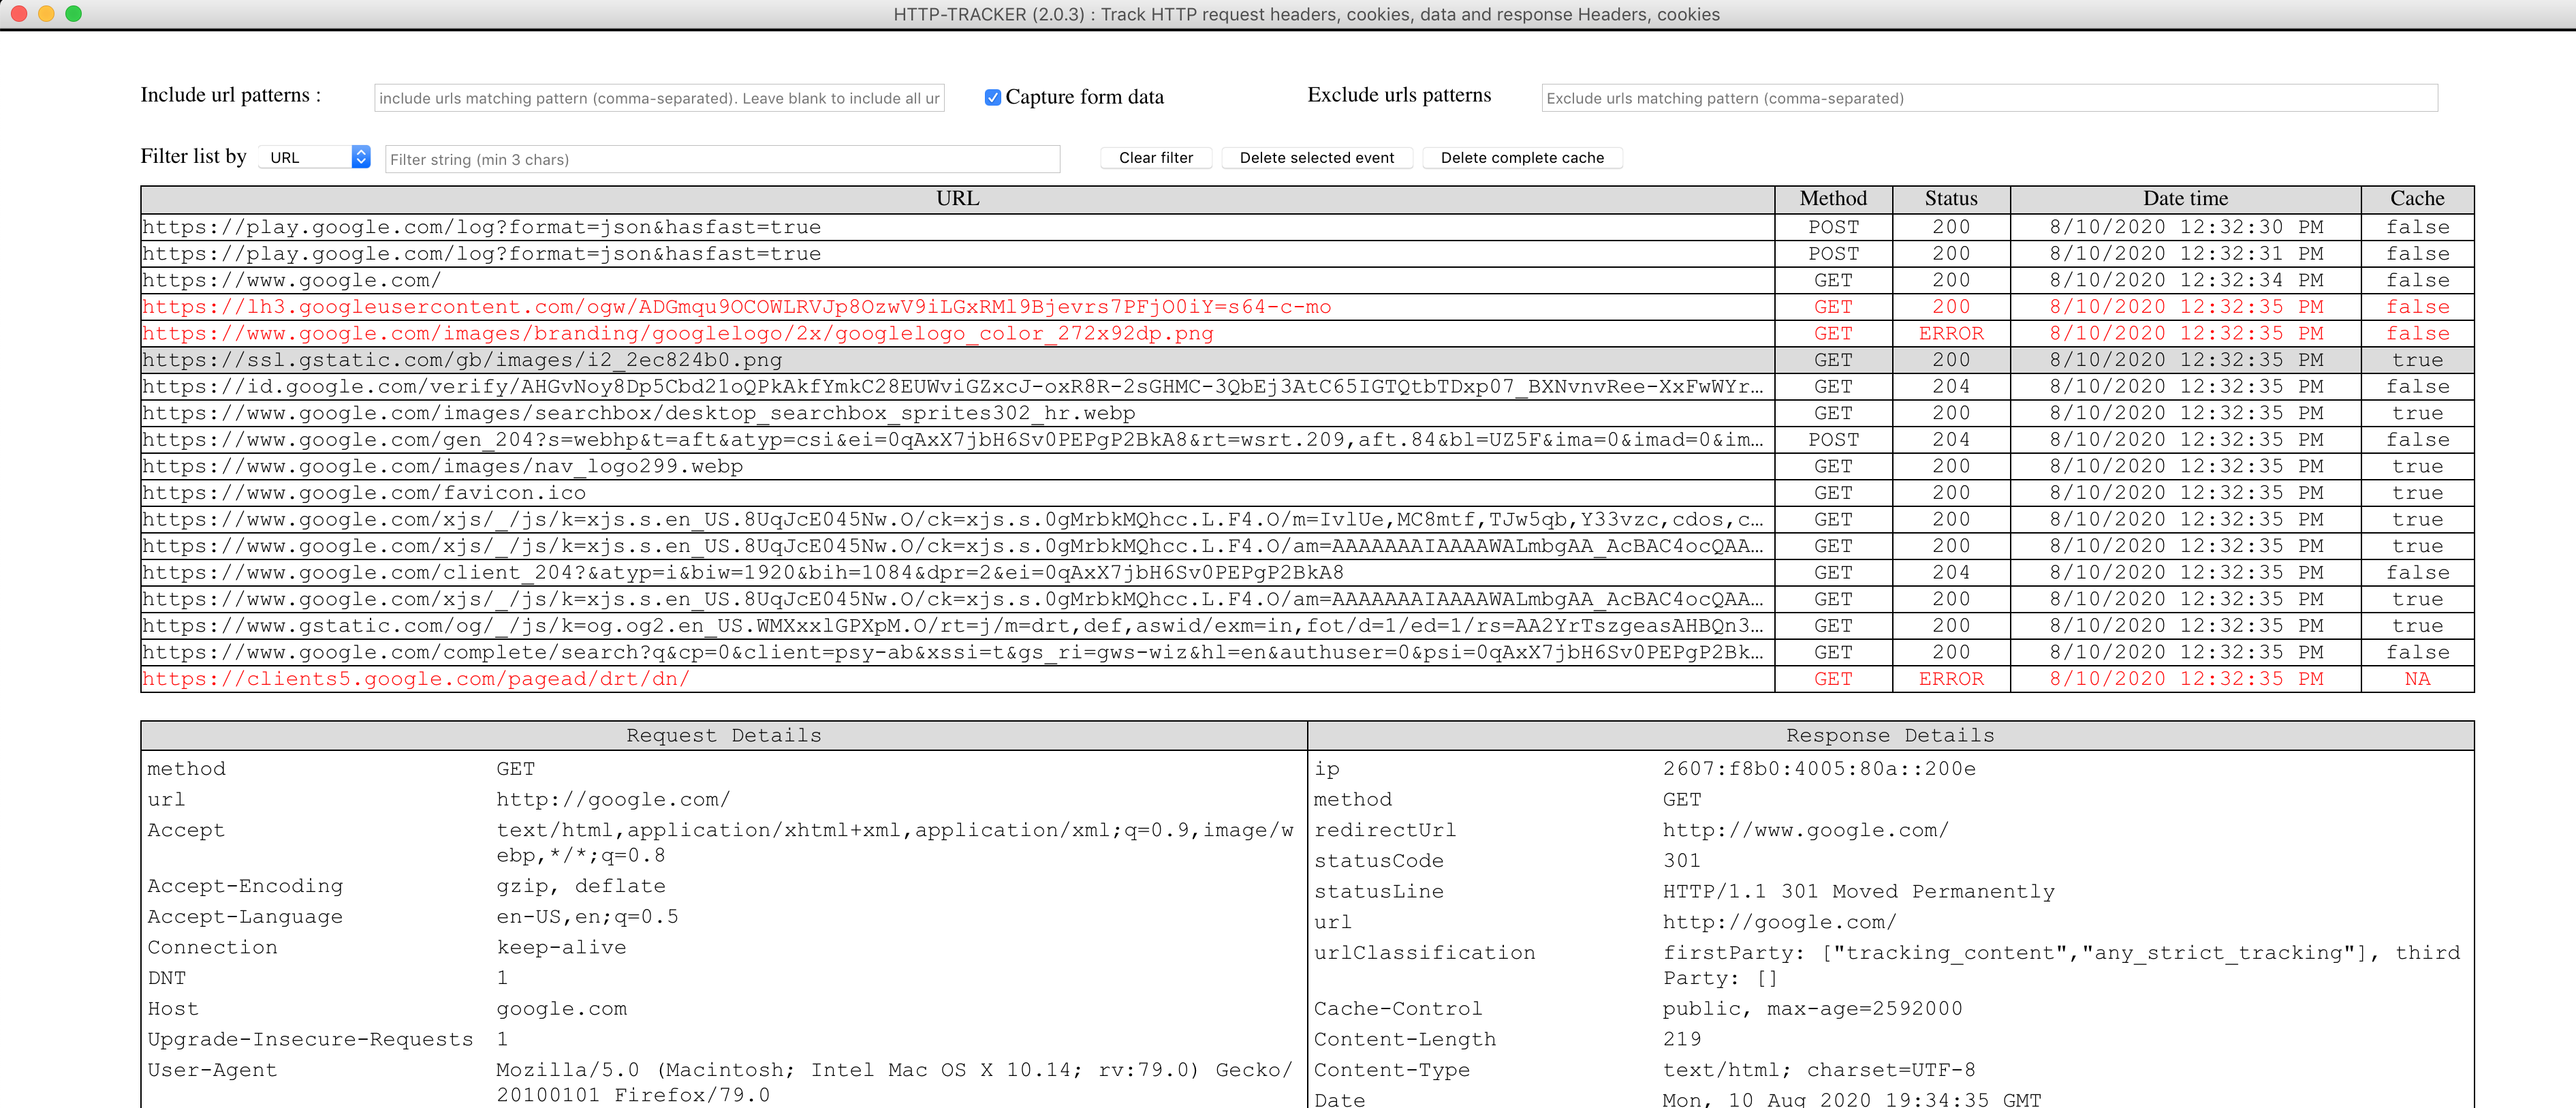 HTTP-TRACKER (2.0.3) : Track HTTP request headers, cookies, data and response Headers, cookies
Include url patterns : include urls matching pattern (comma-separated). Leave blank to include all ur Capture form data Exclude urls patterns Exclude urls matching pattern (comma-separated)
Filter list by URL Filter string (min 3 chars) Clear filter Delete selected event Delete complete cache
URL Method Status Date time Cache
https://play.google.com/log?format=json&hasfast=true POST 200 8/10/2020 12:32:30 PM false
https://play.google.com/log?format=json&hasfast=true POST 200 8/10/2020 12:32:31 PM false
https://www.google.com/ GET 200 8/10/2020 12:32:34 PM false
https://lh3.googleusercontent.com/ogw/ADGmqu9OCOWLRVJp8OzwV9iLGxRMl9Bjevrs7PFjO0iY=s64-c-mo GET 200 8/10/2020 12:32:35 PM false
https://www.google.com/images/branding/googlelogo/2x/googlelogo_color_272x92dp.png GET ERROR 8/10/2020 12:32:35 PM false
https://ssl.gstatic.com/gb/images/i2_2ec824b0.png GET 200 8/10/2020 12:32:35 PM true
https://id.google.com/verify/AHGvNoy8Dp5Cbd21oQPkAkfYmkC28EUWviGZxcJ-oxR8R-2sGHMC-3QbEj3AtC65IGTQtbTDxp07_BXNvnvRee-XxFwWYr… GET 204 8/10/2020 12:32:35 PM false
https://www.google.com/images/searchbox/desktop_searchbox_sprites302_hr.webp GET 200 8/10/2020 12:32:35 PM true
https://www.google.com/gen_204?s=webhp&t=aft&atyp=csi&ei=0qAxX7jbH6Sv0PEPgP2BkA8&rt=wsrt.209,aft.84&bl=UZ5F&ima=0&imad=0&im… POST 204 8/10/2020 12:32:35 PM false
https://www.google.com/images/nav_logo299.webp GET 200 8/10/2020 12:32:35 PM true
https://www.google.com/favicon.ico GET 200 8/10/2020 12:32:35 PM true
https://www.google.com/xjs/_/js/k=xjs.s.en_US.8UqJcE045Nw.O/ck=xjs.s.0gMrbkMQhcc.L.F4.O/m=IvlUe,MC8mtf,TJw5qb,Y33vzc,cdos,c… GET 200 8/10/2020 12:32:35 PM true
https://www.google.com/xjs/_/js/k=xjs.s.en_US.8UqJcE045Nw.O/ck=xjs.s.0gMrbkMQhcc.L.F4.O/am=AAAAAAAIAAAAWALmbgAA_AcBAC4ocQAA… GET 200 8/10/2020 12:32:35 PM true
https://www.google.com/client_204?&atyp=i&biw=1920&bih=1084&dpr=2&ei=0qAxX7jbH6Sv0PEPgP2BkA8 GET 204 8/10/2020 12:32:35 PM false
https://www.google.com/xjs/_/js/k=xjs.s.en_US.8UqJcE045Nw.O/ck=xjs.s.0gMrbkMQhcc.L.F4.O/am=AAAAAAAIAAAAWALmbgAA_AcBAC4ocQAA… GET 200 8/10/2020 12:32:35 PM true
https://www.gstatic.com/og/_/js/k=og.og2.en_US.WMXxxlGPXpM.O/rt=j/m=drt,def,aswid/exm=in,fot/d=1/ed=1/rs=AA2YrTszgeasAHBQn3… GET 200 8/10/2020 12:32:35 PM true
https://www.google.com/complete/search?q&cp=0&client=psy-ab&xssi=t&gs_ri=gws-wiz&hl=en&authuser=0&psi=0qAxX7jbH6Sv0PEPgP2Bk… GET 200 8/10/2020 12:32:35 PM false
https://clients5.google.com/pagead/drt/dn/ GET ERROR 8/10/2020 12:32:35 PM NA
Request Details
method GET
url http://google.com/
Accept text/html,application/xhtml+xml,application/xml;q=0.9,image/w
ebp,*/*;q=0.8
Accept-Encoding gzip, deflate
Accept-Language en-US,en;q=0.5
Connection keep-alive
DNT 1
Host google.com
Upgrade-Insecure-Requests 1
User-Agent Mozilla/5.0 (Macintosh; Intel Mac OS X 10.14; rv:79.0) Gecko/
20100101 Firefox/79.0
Response Details
ip 2607:f8b0:4005:80a::200e
method GET
redirectUrl http://www.google.com/
statusCode 301
statusLine HTTP/1.1 301 Moved Permanently
url http://google.com/
urlClassification firstParty: ["tracking_content","any_strict_tracking"], third
Party: []
Cache-Control public, max-age=2592000
Content-Length 219
Content-Type text/html; charset=UTF-8
Date Mon, 10 Aug 2020 19:34:35 GMT